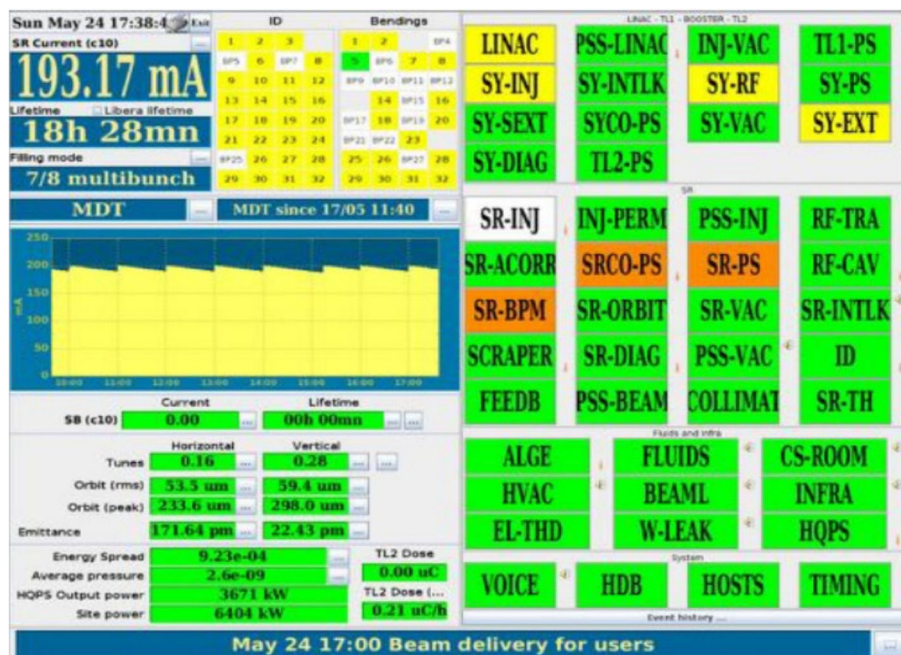 Sun May 24 17:38:4 Exit
SR Current (c10)
193.17 mA
Lifetime Libera lifetime
18h 28mn
Filling mode
7/8 multibunch
MDT
MDT since 17/05 11:40
ID
1 2 3
BP5 6 BP7 8
9 10 11 12
13 14 15 16
17 18 19 20
21 22 23 24
BP25 26 27 28
29 30 31 32
Bendings
1 2 BP4
5 BP6 7 8
BP9 BP10 BP11 BP12
14 BP15 16
BP17 18 BP19 20
BP21 BP22 23
25 26 BP27 28
29 30 31 32
mA
250
200
150
100
50
0
10:00 11:00 12:00 13:00 14:00 15:00 16:00 17:00
Current Lifetime
SB (c10) 0.00 ... 00h 00mn ... ...
Horizontal Vertical
Tunes 0.16 ... 0.28 ... ...
Orbit (rms) 53.5 um ... 59.4 um ...
Orbit (peak) 233.6 um ... 298.0 um ...
Emittance 171.64 pm ... 22.43 pm ...
Energy Spread 9.23e-04 ...
Average pressure 2.6e-09 ...
HQPS Output power 3671 kW
Site power 6404 kW
TL2 Dose
0.00 uC
TL2 Dose (...
0.21 uC/h
LINAC - TL1 - BOOSTER - TL2
LINAC PSS-LINAC INJ-VAC TL1-PS
SY-INJ SY-INTLK SY-RF SY-PS
SY-SEXT SYCO-PS SY-VAC SY-EXT
SY-DIAG TL2-PS
SR
SR-INJ INJ-PERM PSS-INJ RF-TRA
SR-ACORR SRCO-PS SR-PS RF-CAV
SR-BPM SR-ORBIT SR-VAC SR-INTLK
SCRAPER SR-DIAG PSS-VAC ID
FEEDB PSS-BEAM COLLIMAT SR-TH
Fluids and Infra
ALGE FLUIDS CS-ROOM
HVAC BEAML INFRA
EL-THD W-LEAK HQPS
System
VOICE HDB HOSTS TIMING
Event history ...
May 24 17:00 Beam delivery for users ...